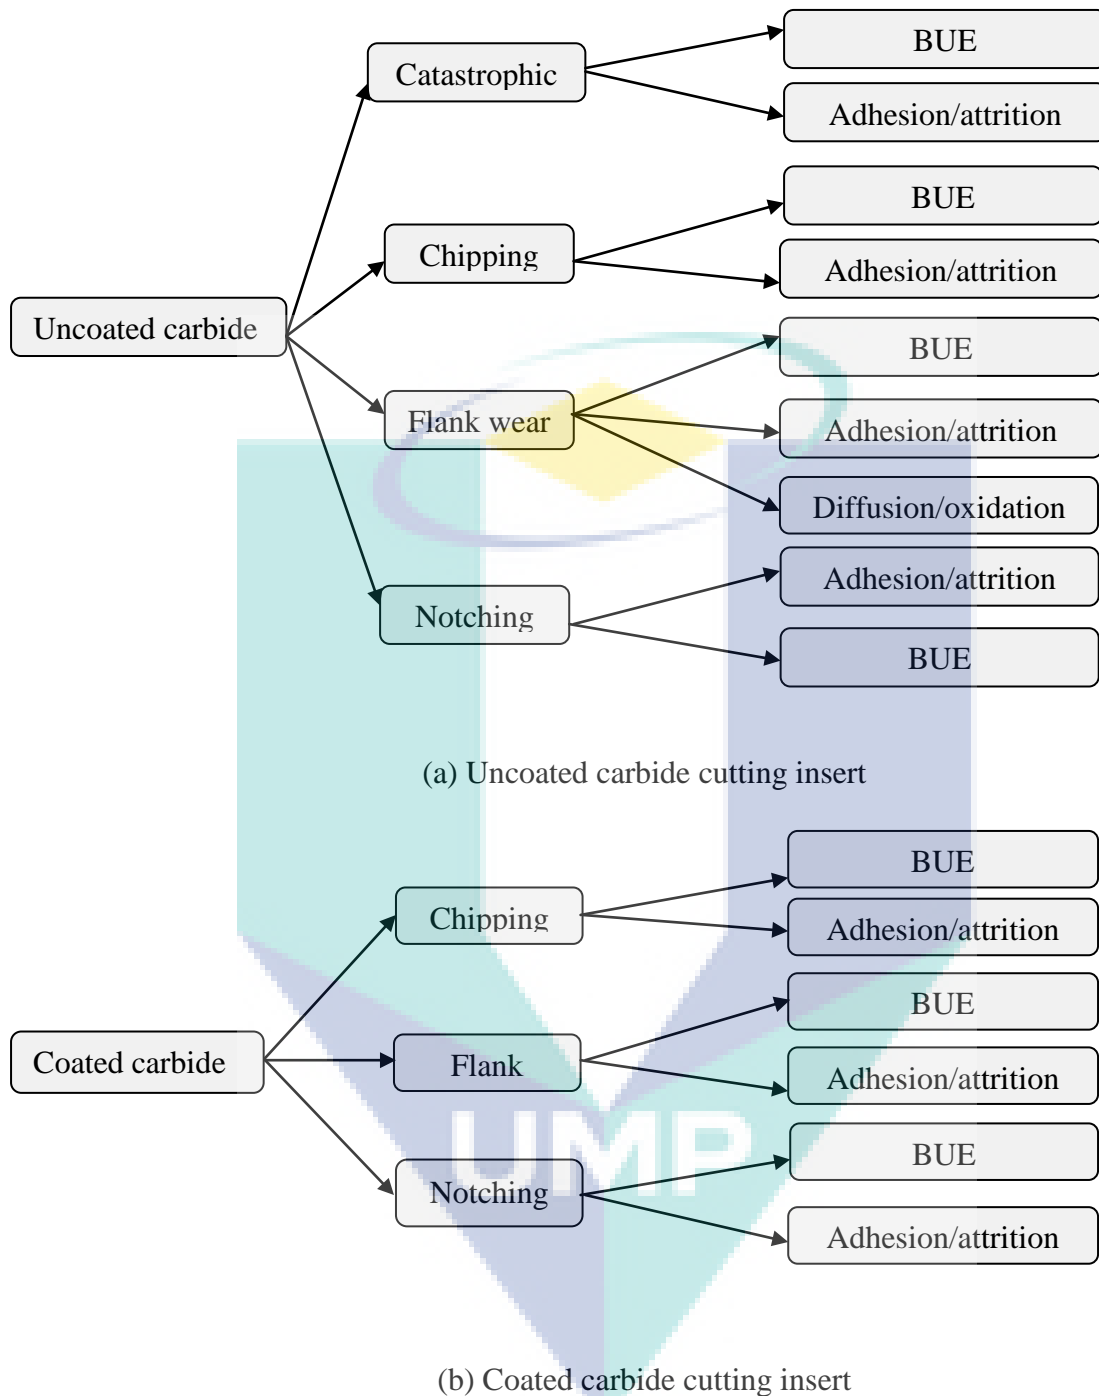 Catastrophic
BUE
Adhesion/attrition
Chipping
BUE
Adhesion/attrition
Uncoated carbide
Flank wear
BUE
Adhesion/attrition
Diffusion/oxidation
Notching
Adhesion/attrition
BUE
(a) Uncoated carbide cutting insert
Chipping
BUE
Adhesion/attrition
Coated carbide
Flank
BUE
Adhesion/attrition
UMP
Notching
BUE
Adhesion/attrition
(b) Coated carbide cutting insert